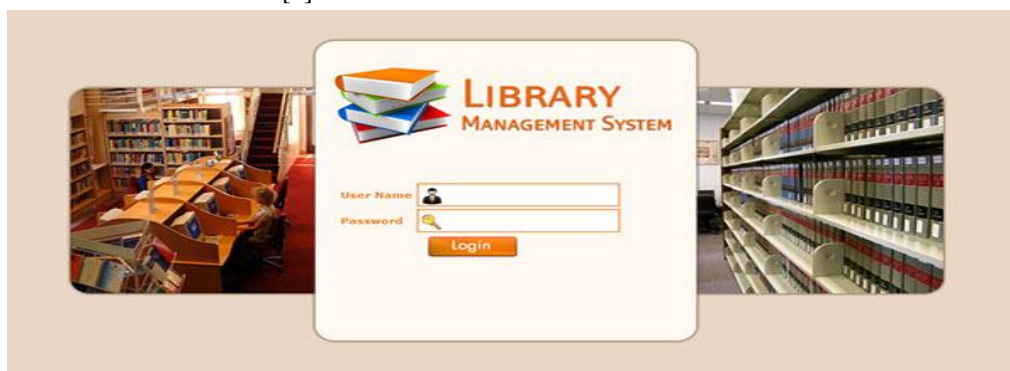 LIBRARY
MANAGEMENT SYSTEM
User Name
Password
Login